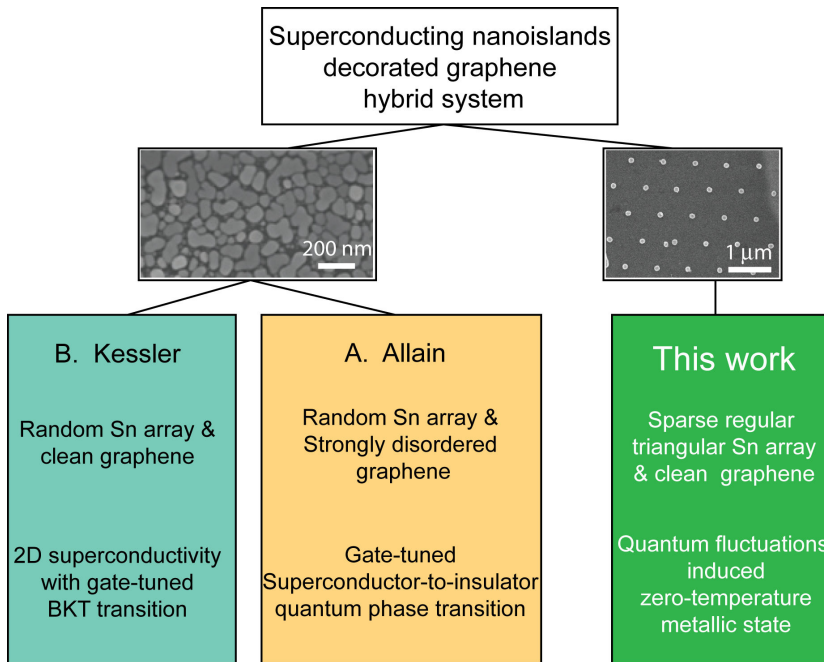 Superconducting nanoislands
decorated graphene
hybrid system
200 nm
1 μm
B. Kessler
Random Sn array &
clean graphene
2D superconductivity
with gate-tuned
BKT transition
A. Allain
Random Sn array &
Strongly disordered
graphene
Gate-tuned
Superconductor-to-insulator
quantum phase transition
This work
Sparse regular
triangular Sn array
& clean graphene
Quantum fluctuations
induced
zero-temperature
metallic state